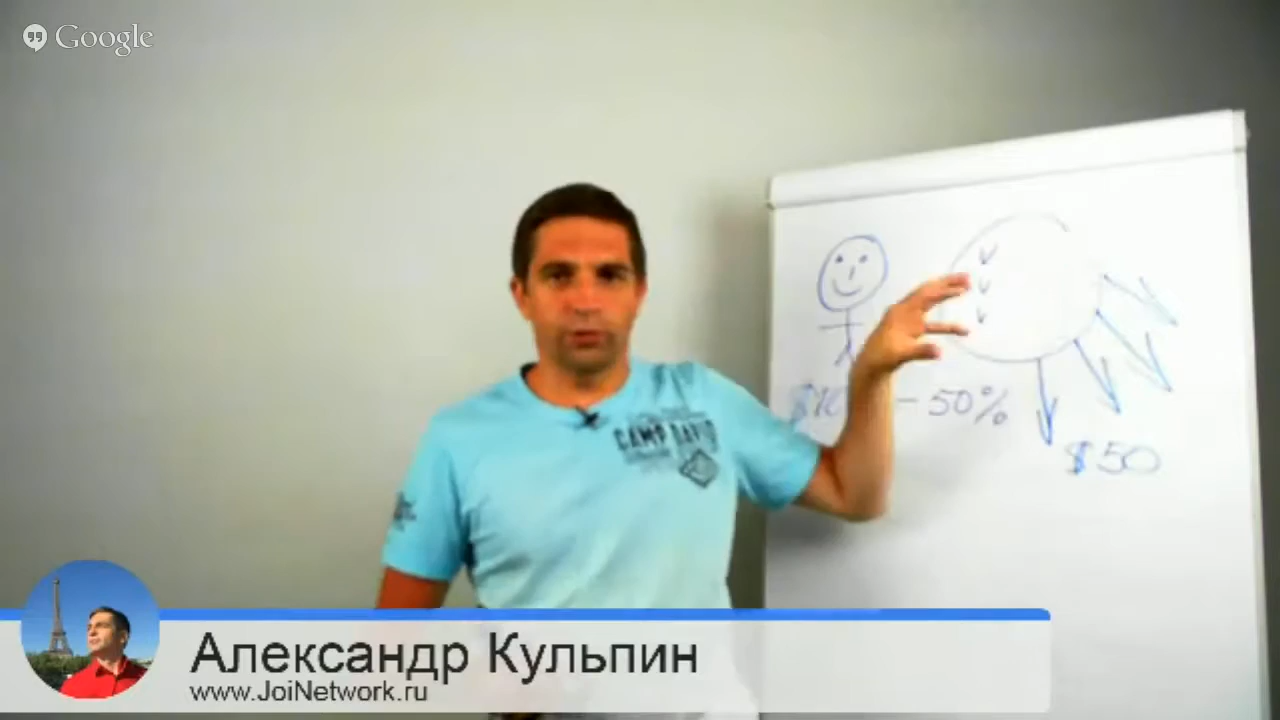 Google
CAMP DAVID
- 50%
$50
Александр Кульпин
www.JoiNetwork.ru